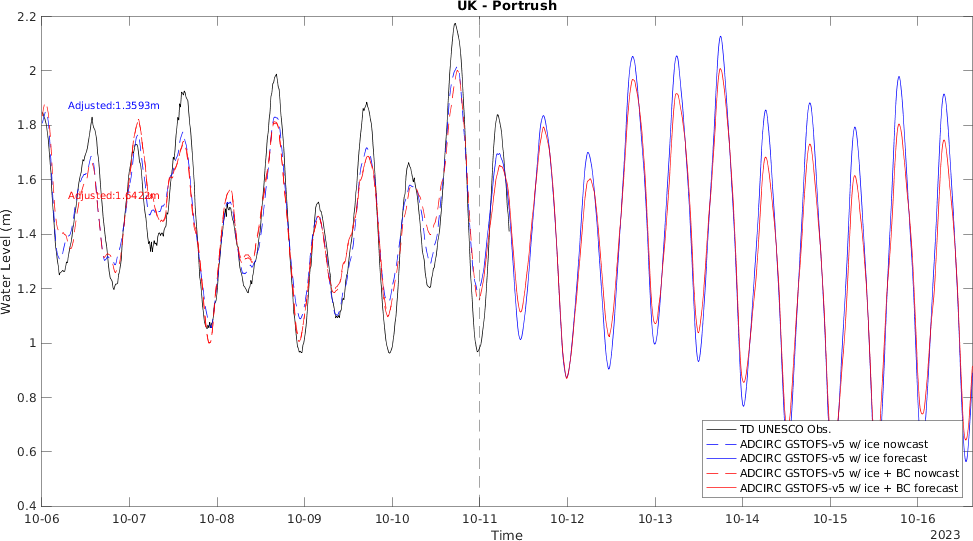 UK - Portrush
2.2
2
1.8
1.6
1.4
1.2
1
0.8
0.6
0.4
Water Level (m)
Adjusted:1.3593m
Adjusted:1.5422m
TD UNESCO Obs.
ADCIRC GSTOFS-v5 w/ ice nowcast
ADCIRC GSTOFS-v5 w/ ice forecast
ADCIRC GSTOFS-v5 w/ ice + BC nowcast
ADCIRC GSTOFS-v5 w/ ice + BC forecast
10-06 10-07 10-08 10-09 10-10 10-11 10-12 10-13 10-14 10-15 10-16
Time
2023